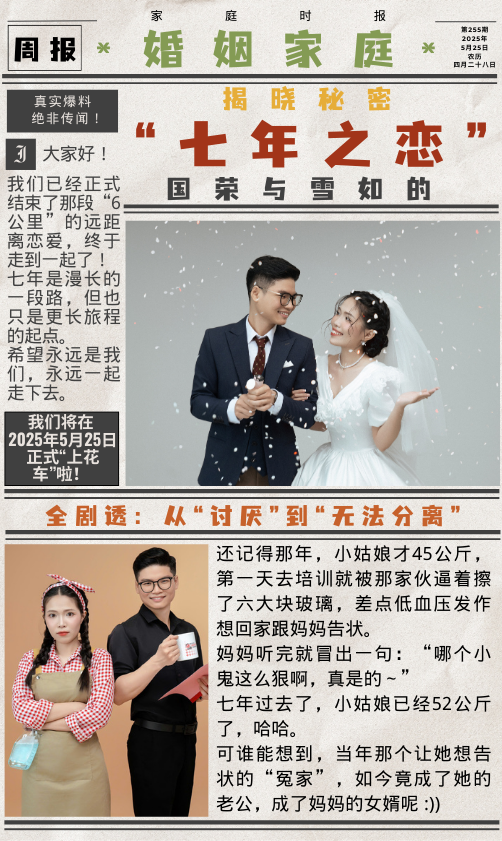 家庭时报
周报
婚姻家庭
第255期
2025年
5月25日
农历
四月二十八日
真实爆料
绝非传闻！
揭晓秘密
“七年之恋”
国荣与雪如的
J 大家好！
我们已经正式
结束了那段“6
公里”的远距
离恋爱，终于
走到一起了！
七年是漫长的
一段路，但也
只是更长旅程
的起点。
希望永远是我
们，永远一起
走下去。
我们将在
2025年5月25日
正式“上花
车”啦！
全剧透：从“讨厌”到“无法分离”
还记得那年，小姑娘才45公斤，
第一天去培训就被那家伙逼着擦
了六大块玻璃，差点低血压发作
想回家跟妈妈告状。
妈妈听完就冒出一句：“哪个小
鬼这么狠啊，真是的～”
七年过去了，小姑娘已经52公斤
了，哈哈。
可谁能想到，当年那个让她想告
状的“冤家”，如今竟成了她的
老公，成了妈妈的女婿呢 :))